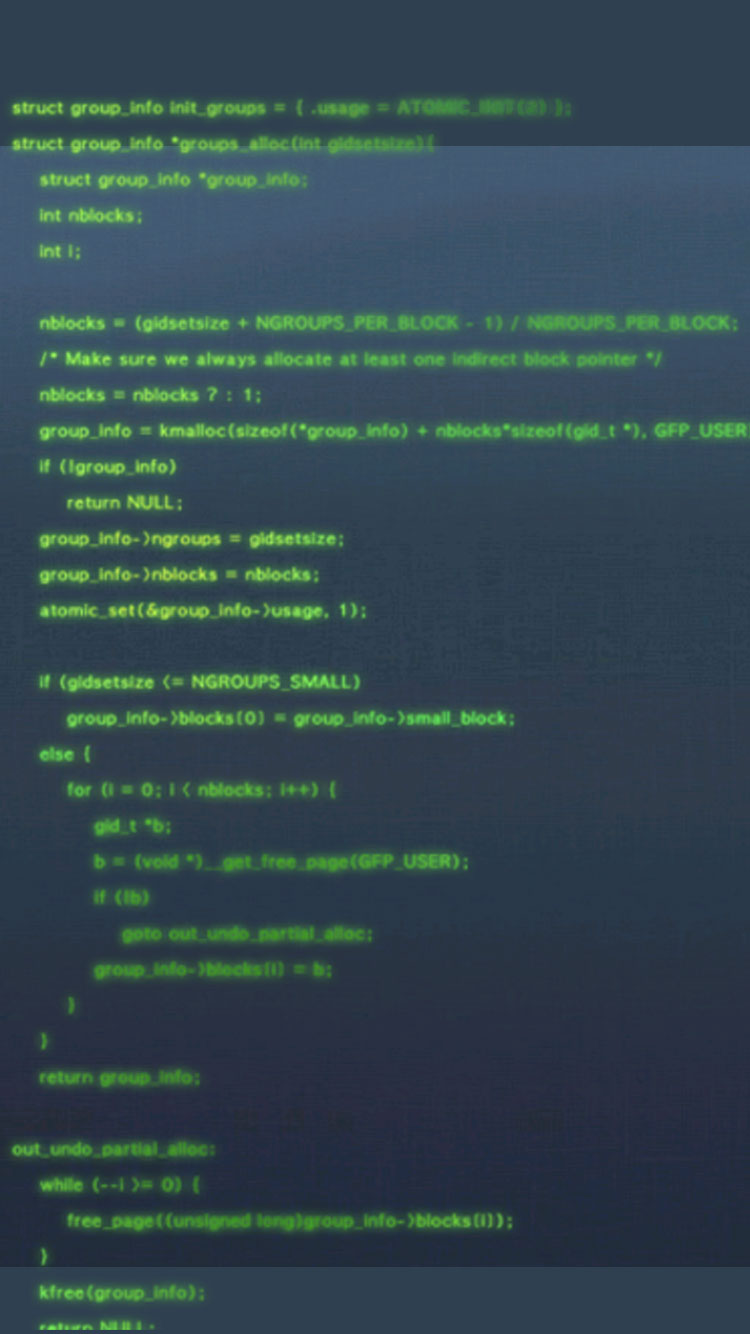 struct group_info init_groups = { .usage = ATOMIC_INIT(2) };
struct group_info *groups_alloc(int gidsetsize){
struct group_info *group_info;
int nblocks;
int i;
nblocks = (gidsetsize + NGROUPS_PER_BLOCK - 1) / NGROUPS_PER_BLOCK;
/* Make sure we always allocate at least one indirect block pointer */
nblocks = nblocks ? : 1;
group_info = kmalloc(sizeof(*group_info) + nblocks*sizeof(gid_t *), GFP_USER
if (!group_info)
return NULL;
group_info->ngroups = gidsetsize;
group_info->nblocks = nblocks;
atomic_set(&group_info->usage, 1);
if (gidsetsize <= NGROUPS_SMALL)
group_info->blocks[0] = group_info->small_block;
else {
for (i = 0; i < nblocks; i++) {
gid_t *b;
b = (void *)__get_free_page(GFP_USER);
if (!b)
goto out_undo_partial_alloc;
group_info->blocks[i] = b;
}
}
return group_info;
out_undo_partial_alloc:
while (--i >= 0) {
free_page((unsigned long)group_info->blocks[i]);
}
kfree(group_info);
return NULL;